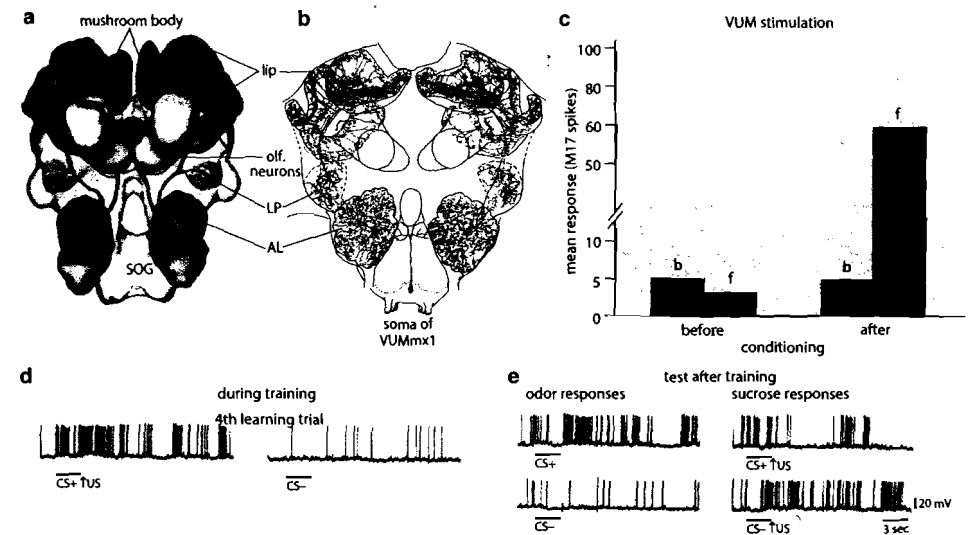 a
mushroom body
lip
olf.
neurons
LP
AL
SOG
b
soma of
VUMmx1
c
VUM stimulation
mean response (M17 spikes)
100
80
60
50
10
5
0
b
f
b
f
before
after
conditioning
d
during training
4th learning trial
CS+↑US
CS–
e
test after training
odor responses
sucrose responses
CS+
CS+↑US
CS–
CS–↑US
20 mV
3 sec